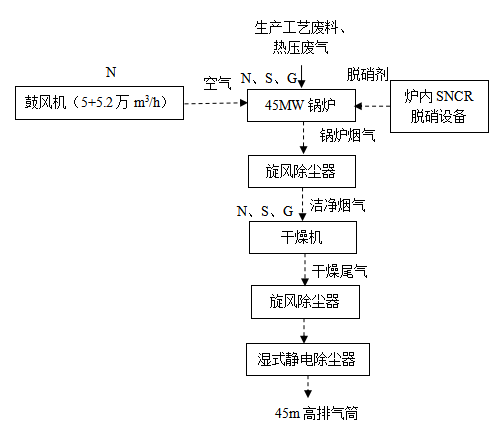 生产工艺废料、
热压废气
N
空气
N、S、G
脱硝剂
鼓风机（5+5.2万 m³/h）
45MW 锅炉
炉内 SNCR
脱硝设备
锅炉烟气
旋风除尘器
洁净烟气
N、S、G
干燥机
干燥尾气
旋风除尘器
湿式静电除尘器
45m 高排气筒